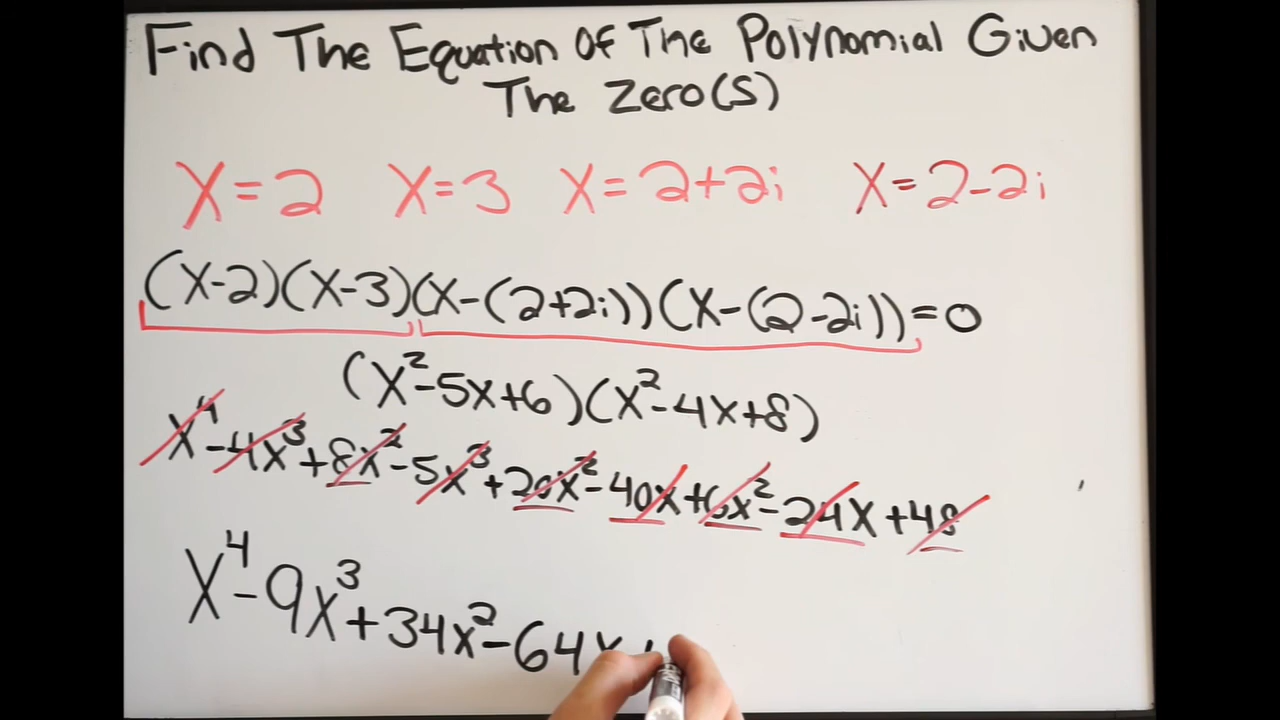 Find The Equation Of The Polynomial Given
The Zero(s)
X=2 X=3 X=2+2i X=2-2i
(X-2)(X-3)(X-(2+2i))(X-(2-2i))=0
(X²-5X+6)(X²-4X+8)
X⁴-4X³+8X²-5X³+20X²-40X+6X²-24X+48
X⁴-9X³+34X²-64X+